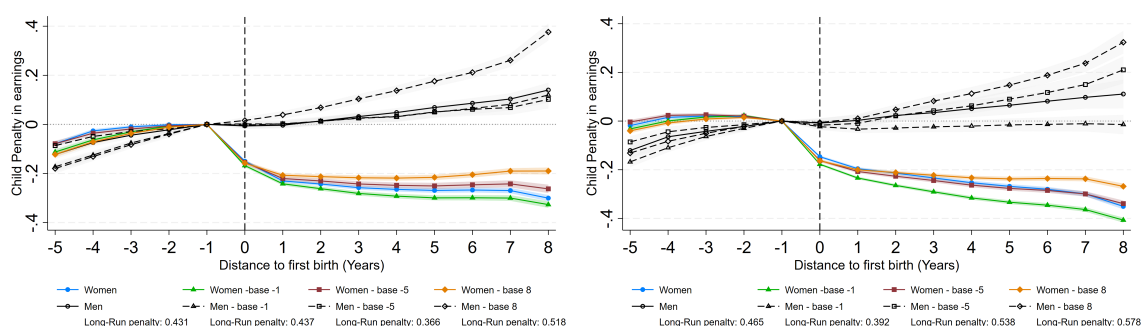 Child Penalty in earnings
.4
.2
0
.2
.4
-5 -4 -3 -2 -1 0 1 2 3 4 5 6 7 8
Distance to first birth (Years)
Women Women -base -1 Women - base -5 Women - base 8
Men Men - base -1 Men - base -5 Men - base 8
Long-Run penalty: 0.431 Long-Run penalty: 0.437 Long-Run penalty: 0.366 Long-Run penalty: 0.518
Child Penalty in earnings
.4
.2
0
-.2
-.4
-5 -4 -3 -2 -1 0 1 2 3 4 5 6 7 8
Distance to first birth (Years)
Women Women -base -1 Women - base -5 Women - base 8
Men Men - base -1 Men - base -5 Men - base 8
Long-Run penalty: 0.465 Long-Run penalty: 0.392 Long-Run penalty: 0.538 Long-Run penalty: 0.578